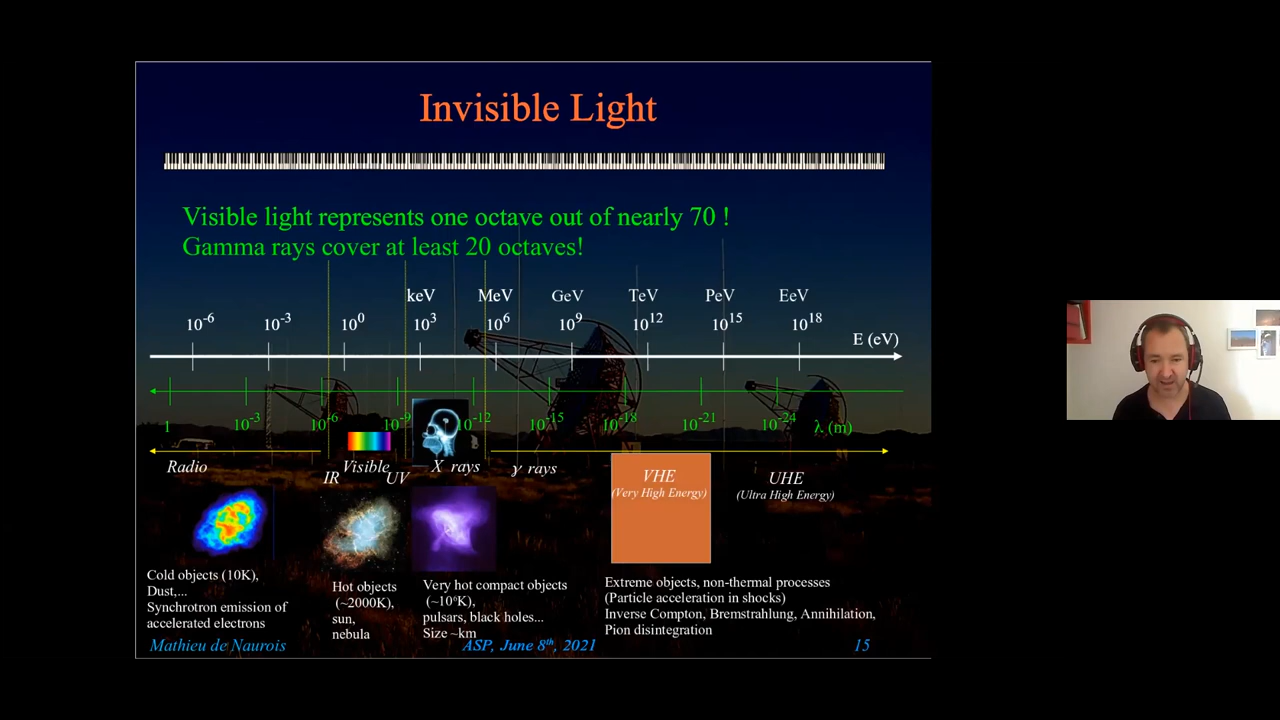 Invisible Light
Visible light represents one octave out of nearly 70 !
Gamma rays cover at least 20 octaves!
keV MeV GeV TeV PeV EeV
10-6 10-3 100 103 106 109 1012 1015 1018
E (eV)
1 10-3 10-6 10-9 10-12 10-15 10-18 10-21 10-24 λ (m)
Radio IR Visible UV X rays γ rays VHE UHE
(Very High Energy) (Ultra High Energy)
Cold objects (10K),
Dust,...
Synchrotron emission of
accelerated electrons
Hot objects
(~2000K),
sun,
nebula
Very hot compact objects
(~10⁶K),
pulsars, black holes...
Size ~km
Extreme objects, non-thermal processes
(Particle acceleration in shocks)
Inverse Compton, Bremstrahlung, Annihilation,
Pion disintegration
Mathieu de Naurois ASP, June 8th, 2021 15